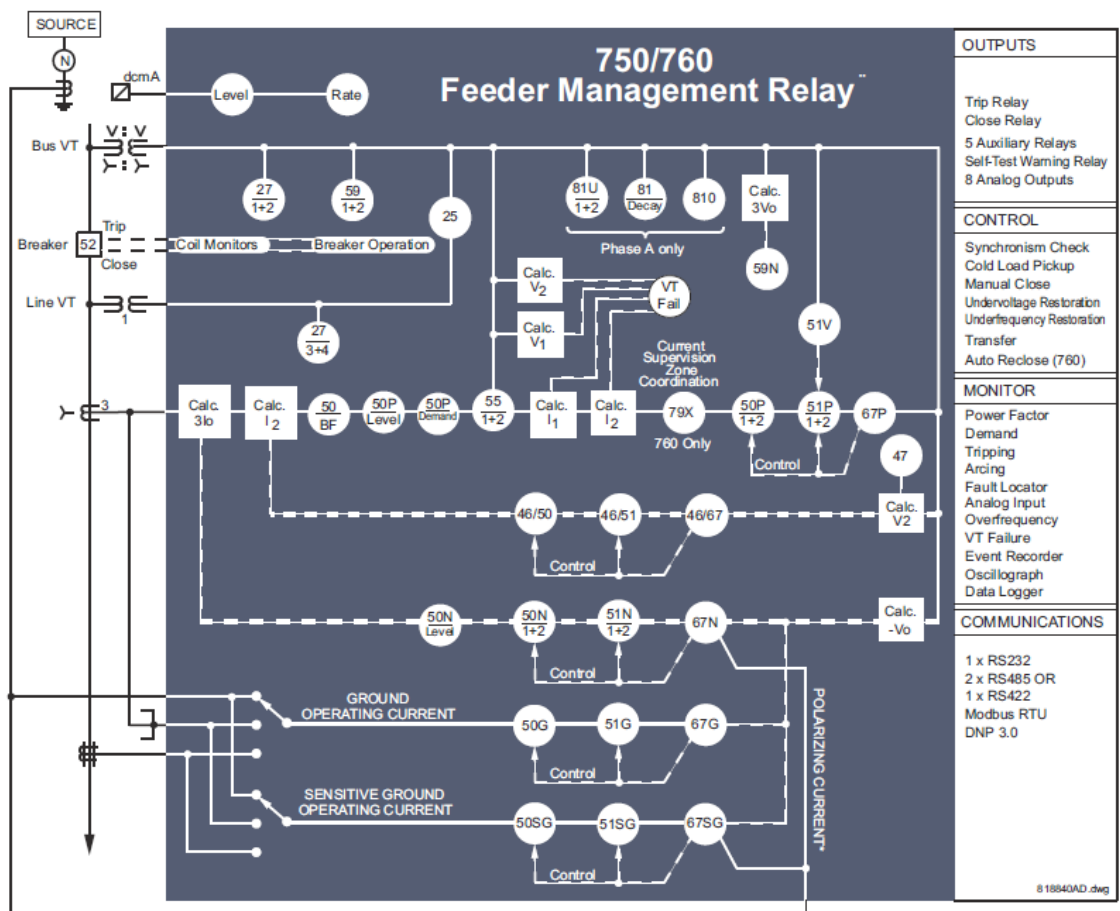 SOURCE
N
dcmA
Level
Rate
750/760
Feeder Management Relay
V : V
Bus VT
Y : Y
27
1+2
59
1+2
25
81U
1+2
81
Decay
810
Phase A only
Calc.
3Vo
59N
Breaker
52
Trip
Close
Coil Monitors
Breaker Operation
Line VT
1
27
3+4
Calc.
V2
Calc.
V1
VT
Fail
51V
Current
Supervision
Zone
Coordination
Y
3
Calc.
3Io
Calc.
I2
50
BF
50P
Level
50P
Demand
55
1+2
Calc.
I1
Calc.
I2
79X
760 Only
50P
1+2
51P
1+2
67P
Control
47
Calc.
V2
46/50
46/51
46/67
Control
50N
Level
50N
1+2
51N
1+2
67N
Calc.
-Vo
Control
GROUND
OPERATING CURRENT
50G
51G
67G
Control
SENSITIVE GROUND
OPERATING CURRENT
50SG
51SG
67SG
Control
POLARIZING CURRENT*
OUTPUTS
Trip Relay
Close Relay
5 Auxiliary Relays
Self-Test Warning Relay
8 Analog Outputs
CONTROL
Synchronism Check
Cold Load Pickup
Manual Close
Undervoltage Restoration
Underfrequency Restoration
Transfer
Auto Reclose (760)
MONITOR
Power Factor
Demand
Tripping
Arcing
Fault Locator
Analog Input
Overfrequency
VT Failure
Event Recorder
Oscillograph
Data Logger
COMMUNICATIONS
1 x RS232
2 x RS485 OR
1 x RS422
Modbus RTU
DNP 3.0
818840AD.dwg